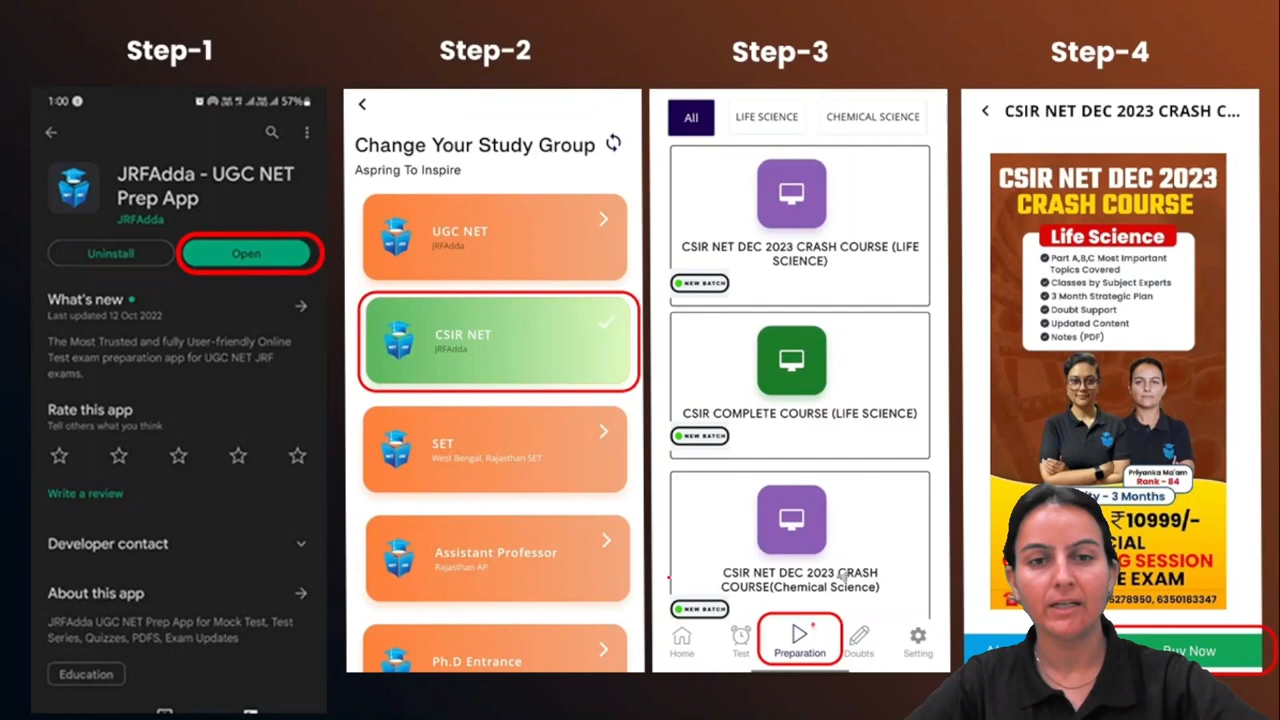 Step-1
Step-2
Step-3
Step-4
1:00
57%
JRFAdda - UGC NET
Prep App
JRFAdda
Uninstall
Open
What's new
Last updated 12 Oct 2022
The Most Trusted and fully User-friendly Online
Test exam preparation app for UGC NET JRF
exams.
Rate this app
Tell others what you think
Write a review
Developer contact
About this app
JRFAdda UGC NET Prep App for Mock Test, Test
Series, Quizzes, PDFS, Exam Updates
Education
Change Your Study Group
Aspring To Inspire
UGC NET
JRFAdda
CSIR NET
JRFAdda
SET
West Bengal, Rajasthan SET
Assistant Professor
Rajasthan AP
Ph.D Entrance
All
LIFE SCIENCE
CHEMICAL SCIENCE
CSIR NET DEC 2023 CRASH COURSE (LIFE
SCIENCE)
NEW BATCH
CSIR COMPLETE COURSE (LIFE SCIENCE)
NEW BATCH
CSIR NET DEC 2023 CRASH
COURSE(Chemical Science)
NEW BATCH
Home
Test
Preparation
Doubts
Setting
CSIR NET DEC 2023 CRASH C...
CSIR NET DEC 2023
CRASH COURSE
Life Science
Part A,B,C Most Important
Topics Covered
Classes by Subject Experts
3 Month Strategic Plan
Doubt Support
Updated Content
Notes (PDF)
Priyanka Ma'am
Rank - 84
- 3 Months
₹10999/-
SESSION
EXAM
6350183347
Buy Now